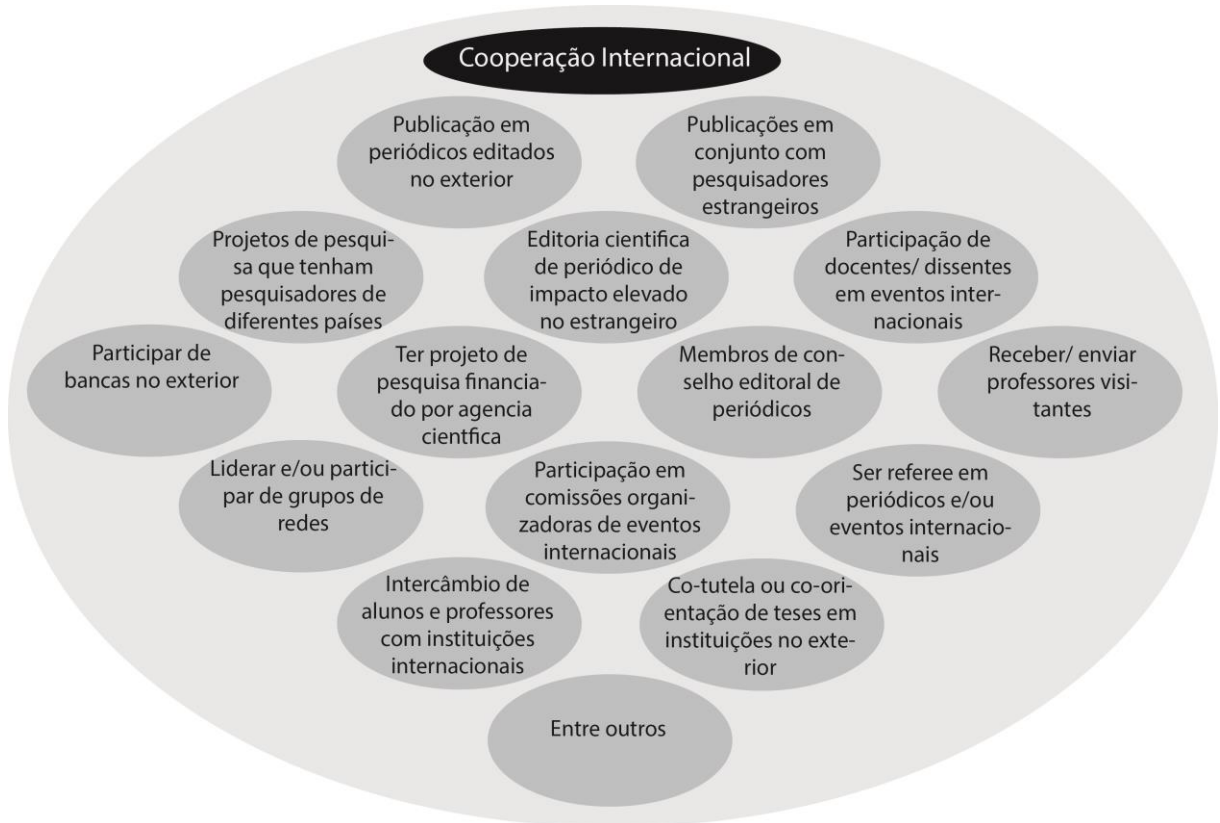 Cooperação Internacional
Publicação em
periódicos editados
no exterior
Publicações em
conjunto com
pesquisadores
estrangeiros
Projetos de pesqui-
sa que tenham
pesquisadores de
diferentes países
Editoria cientifica
de periódico de
impacto elevado
no estrangeiro
Participação de
docentes/ dissentes
em eventos inter-
nacionais
Participar de
bancas no exterior
Ter projeto de
pesquisa financia-
do por agencia
cientfica
Membros de con-
selho editoral de
periódicos
Receber/ enviar
professores visi-
tantes
Liderar e/ou partici-
par de grupos de
redes
Participação em
comissões organi-
zadoras de eventos
internacionais
Ser referee em
periódicos e/ou
eventos internacio-
nais
Intercâmbio de
alunos e professores
com instituições
internacionais
Co-tutela ou co-ori-
entação de teses em
instituições no exte-
rior
Entre outros